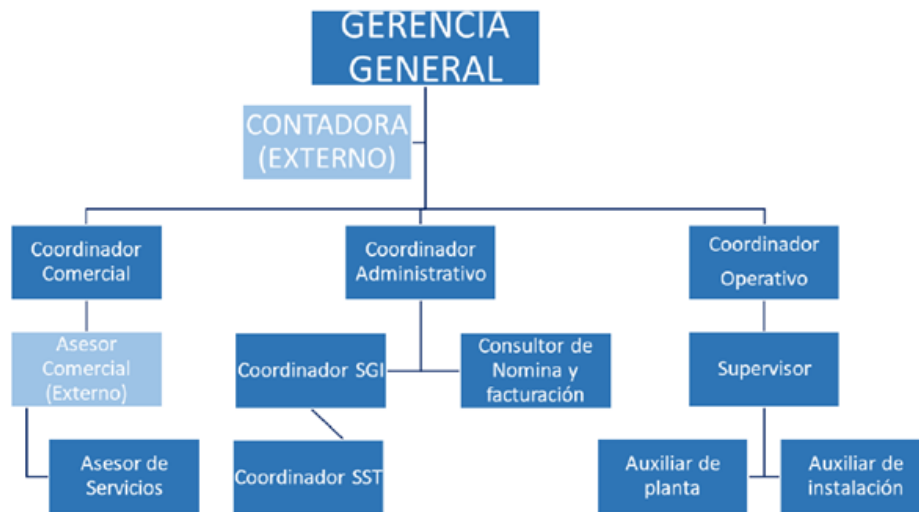 GERENCIA
GENERAL
CONTADORA
(EXTERNO)
Coordinador
Comercial
Coordinador
Administrativo
Coordinador
Operativo
Asesor
Comercial
(Externo)
Coordinador SGI
Consultor de
Nomina y
facturación
Supervisor
Asesor de
Servicios
Coordinador SST
Auxiliar de
planta
Auxiliar de
instalación